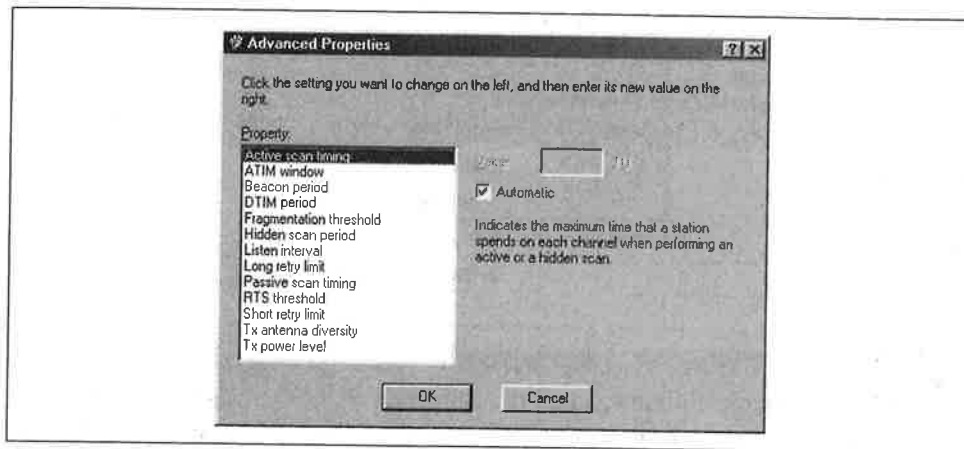 Advanced Properties
Click the setting you want to change on the left, and then enter its new value on the
right.
Property:
Active scan timing
ATIM window
Beacon period
DTIM period
Fragmentation threshold
Hidden scan period
Listen interval
Long retry limit
Passive scan timing
RTS threshold
Short retry limit
Tx antenna diversity
Tx power level
Automatic
Indicates the maximum time that a station
spends on each channel when performing an
active or a hidden scan.
OK
Cancel